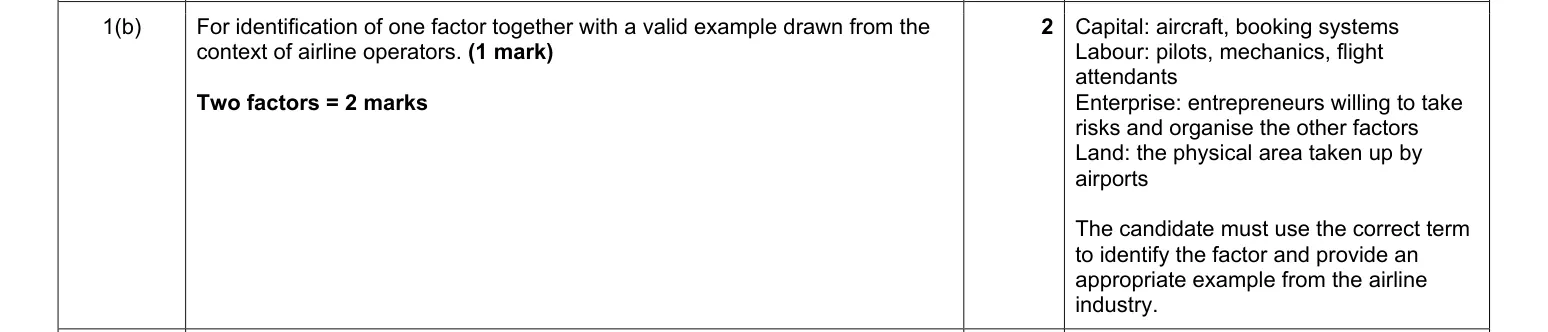 1(b)
For identification of one factor together with a valid example drawn from the
context of airline operators. (1 mark)
Two factors = 2 marks
2
Capital: aircraft, booking systems
Labour: pilots, mechanics, flight
attendants
Enterprise: entrepreneurs willing to take
risks and organise the other factors
Land: the physical area taken up by
airports
The candidate must use the correct term
to identify the factor and provide an
appropriate example from the airline
industry.